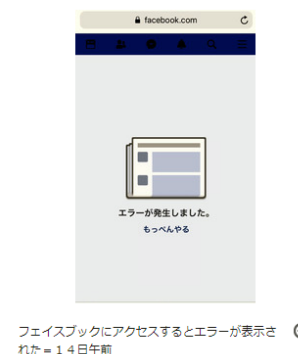 facebook.com
エラーが発生しました。
もっぺんやる
フェイスブックにアクセスするとエラーが表示さ
れた＝１４日午前